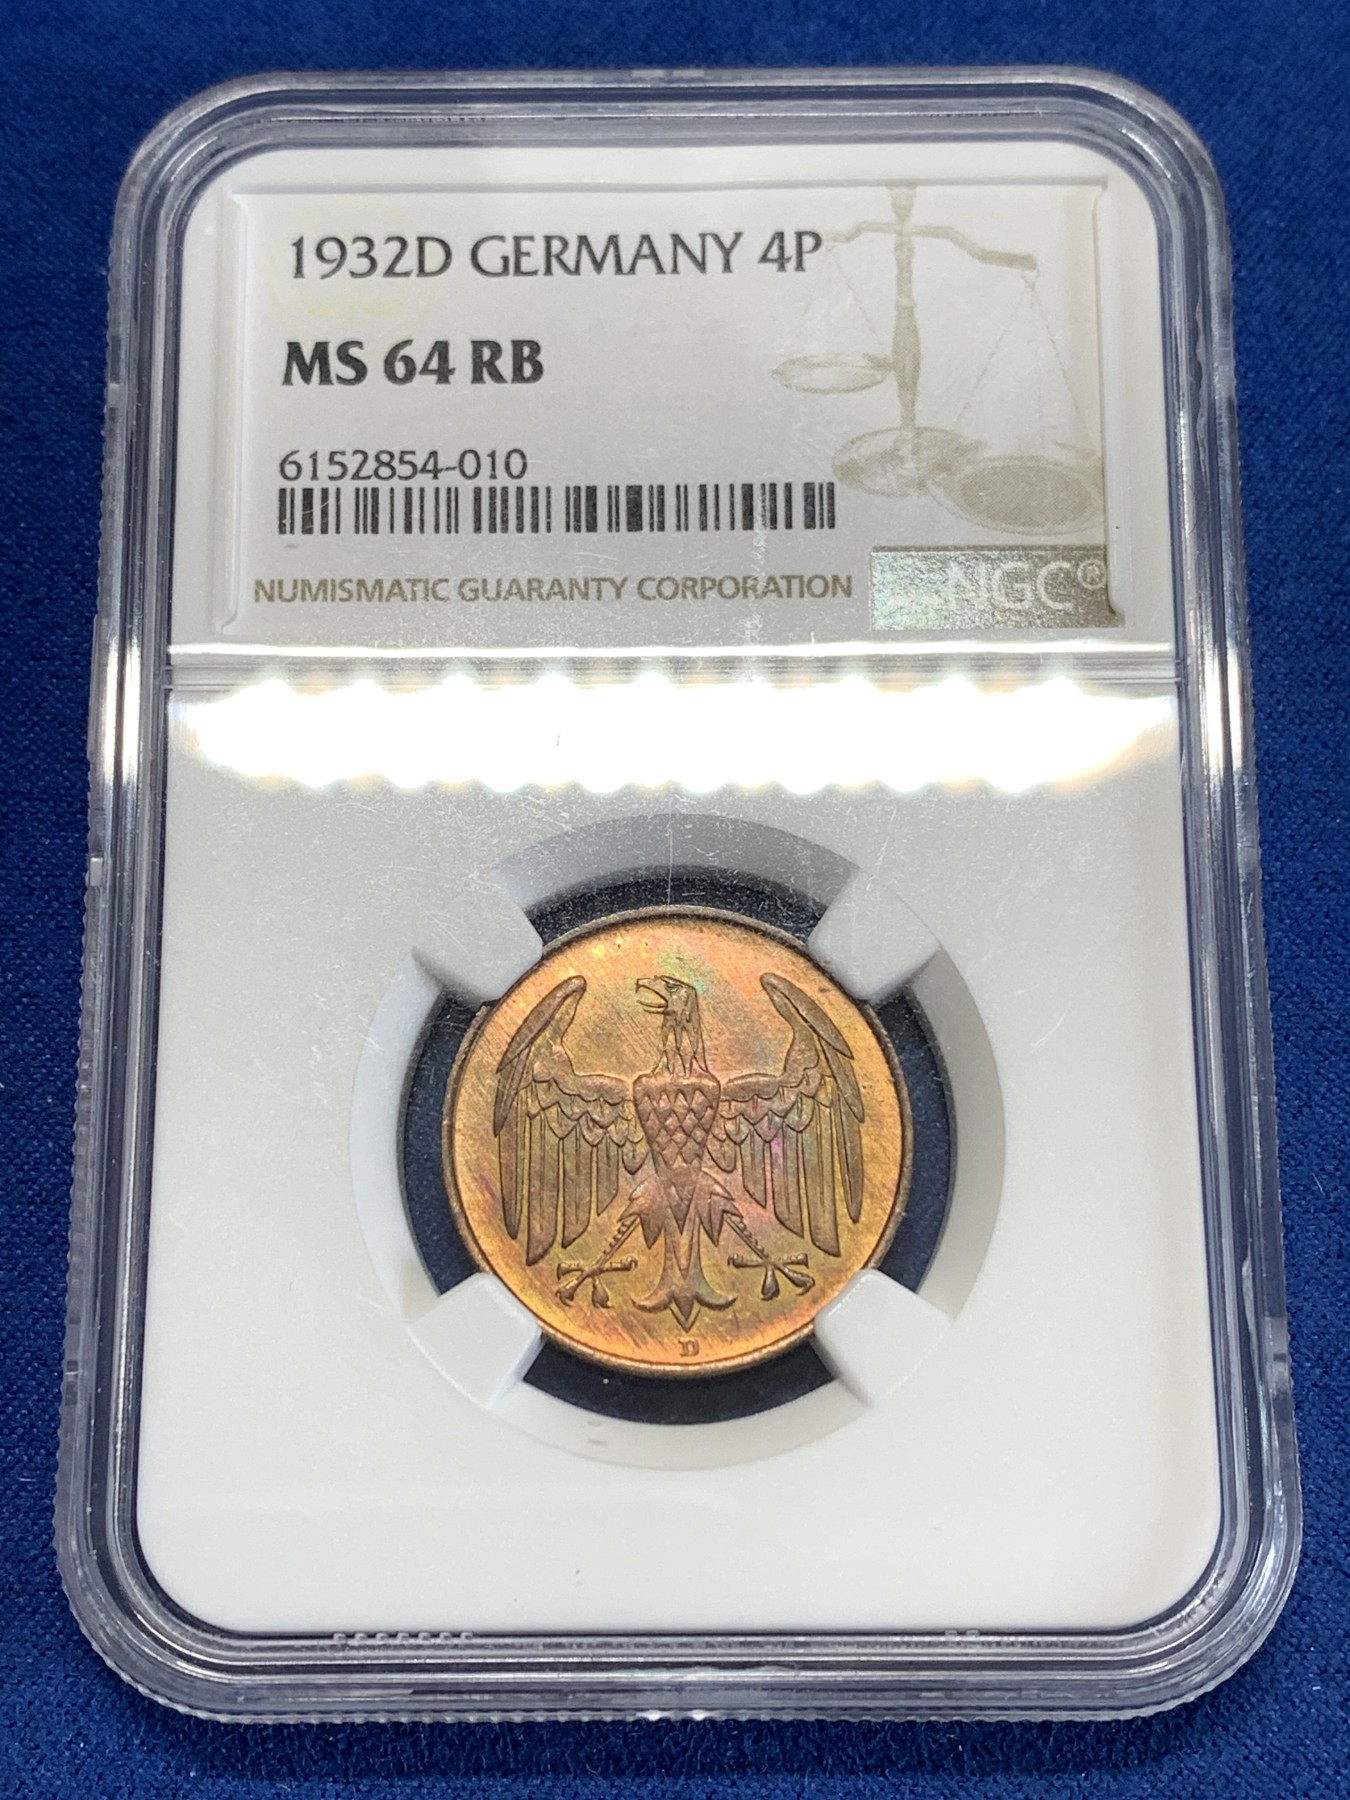 1932D GERMANY 4P
MS 64 RB
6152854-010
NUMISMATIC GUARANTY CORPORATION
NGC®
D